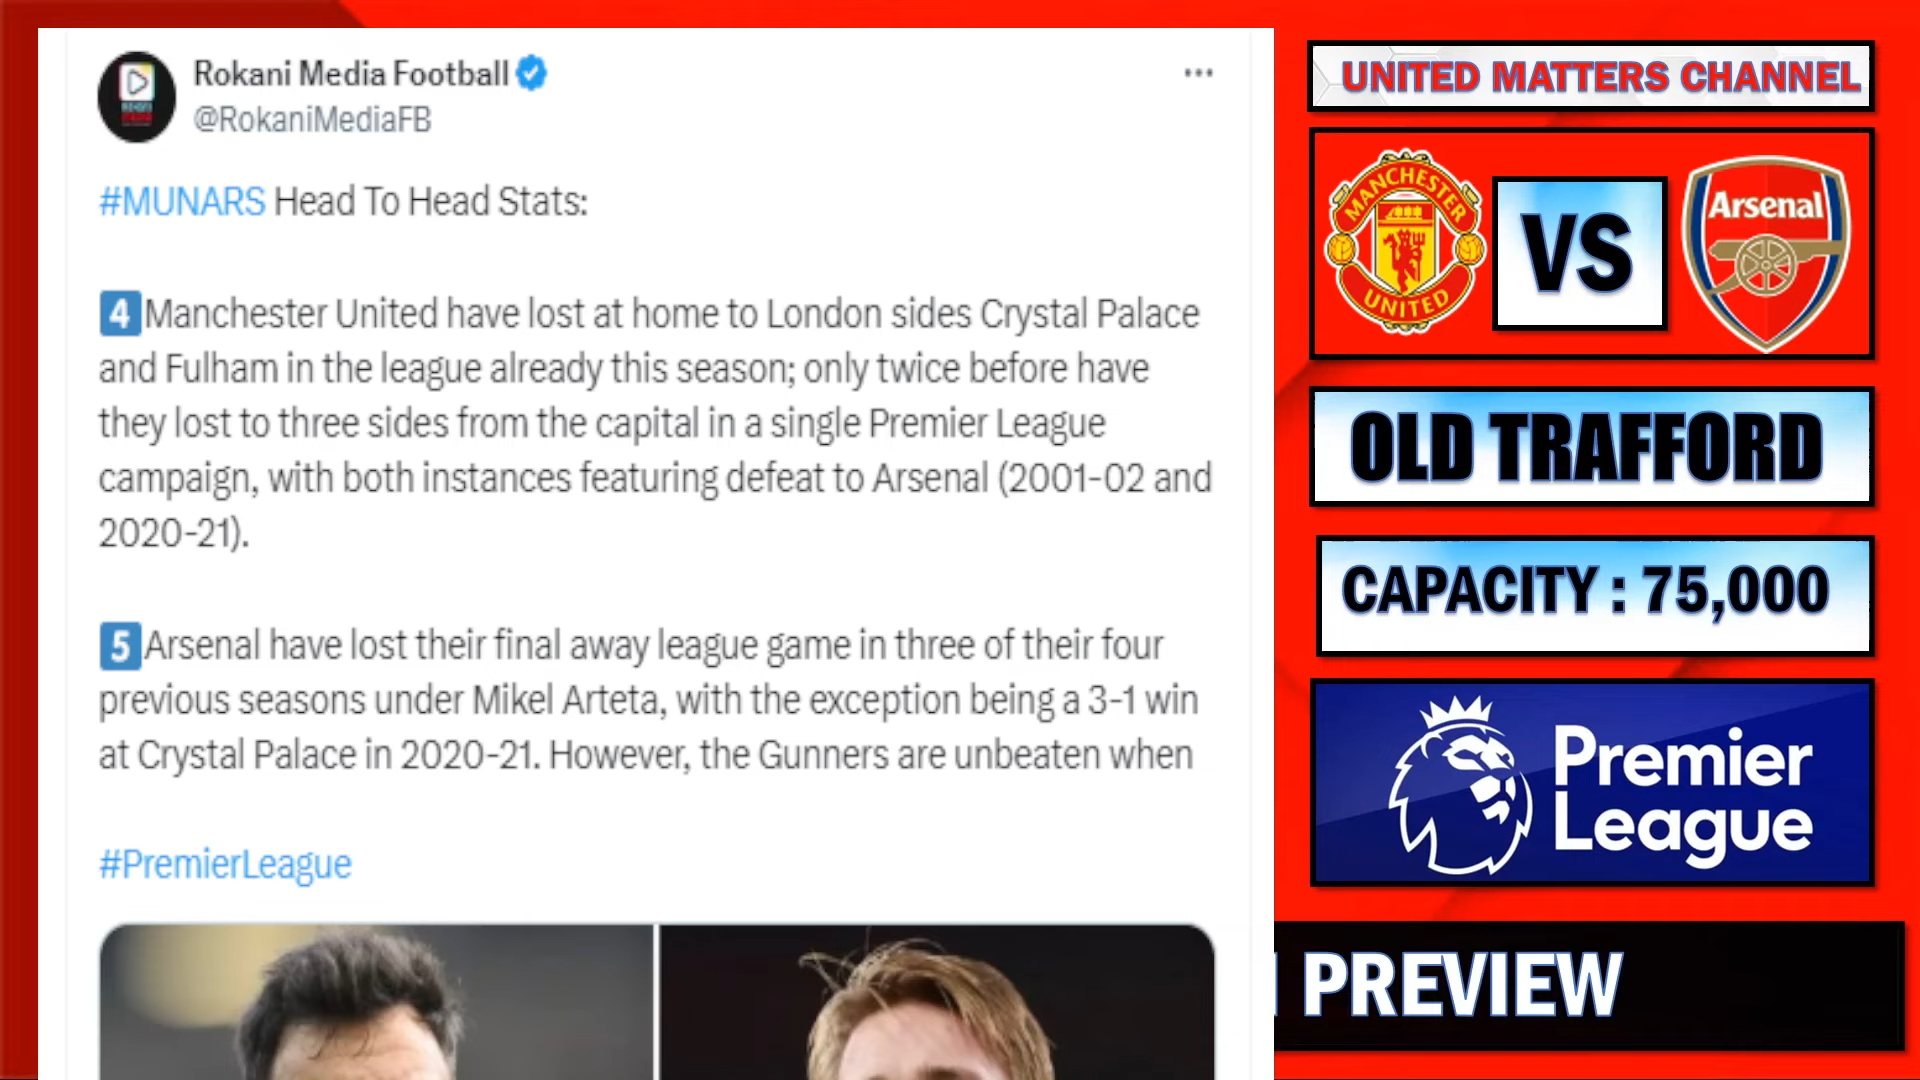 Rokani Media Football
@RokaniMediaFB
#MUNARS Head To Head Stats:
4 Manchester United have lost at home to London sides Crystal Palace
and Fulham in the league already this season; only twice before have
they lost to three sides from the capital in a single Premier League
campaign, with both instances featuring defeat to Arsenal (2001-02 and
2020-21).
5 Arsenal have lost their final away league game in three of their four
previous seasons under Mikel Arteta, with the exception being a 3-1 win
at Crystal Palace in 2020-21. However, the Gunners are unbeaten when
#PremierLeague
UNITED MATTERS CHANNEL
MANCHESTER
UNITED
VS
Arsenal
OLD TRAFFORD
CAPACITY : 75,000
Premier
League
PREVIEW